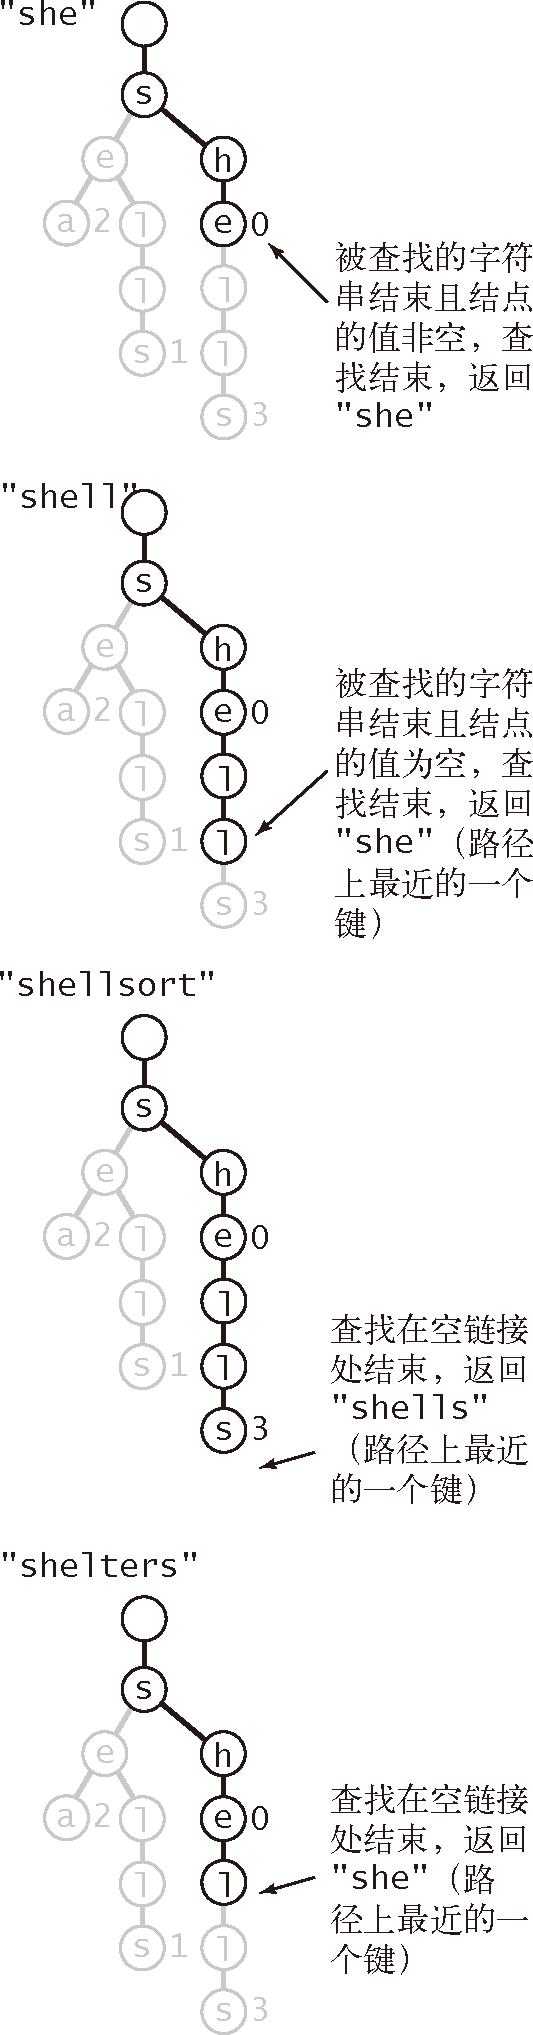 "she"
s
e h
a 2 l e 0
l l
s 1 l
s 3
被查找的字符
串结束且结点
的值非空，查
找结束，返回
"she"
"shell"
s
e h
a 2 l e 0
l l
s 1 l
s 3
被查找的字符
串结束且结点
的值为空，查
找结束，返回
"she"（路径
上最近的一个
键）
"shellsort"
s
e h
a 2 l e 0
l l
s 1 l
s 3
查找在空链接
处结束，返回
"shells"
（路径上最近
的一个键）
"shelters"
s
e h
a 2 l e 0
l l
s 1 l
s 3
查找在空链接
处结束，返回
"she"（路
径上最近的一
个键）